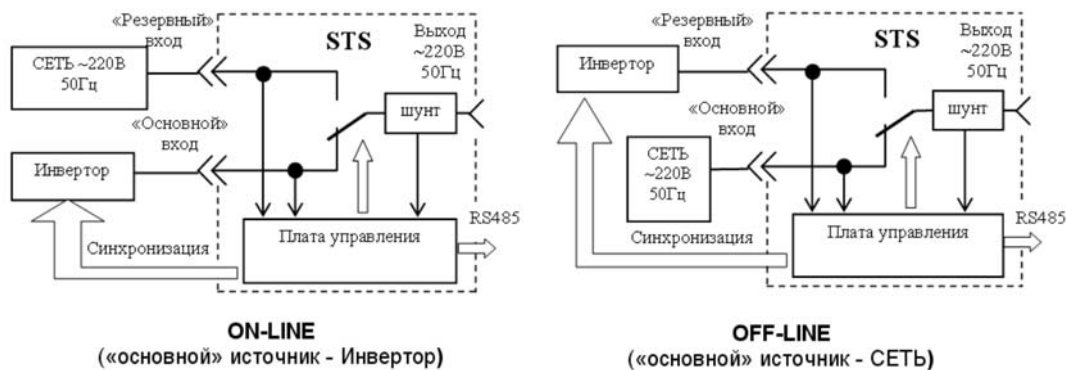 «Резервный»
вход
STS
Выход
~220В
50Гц
СЕТЬ ~220В
50Гц
«Основной»
вход
шунт
Инвертор
RS485
Синхронизация
Плата управления
ON-LINE
(«основной» источник - Инвертор)
«Резервный»
вход
STS
Выход
~220В
50Гц
Инвертор
«Основной»
вход
шунт
СЕТЬ
~220В
50Гц
RS485
Синхронизация
Плата управления
OFF-LINE
(«основной» источник - СЕТЬ)